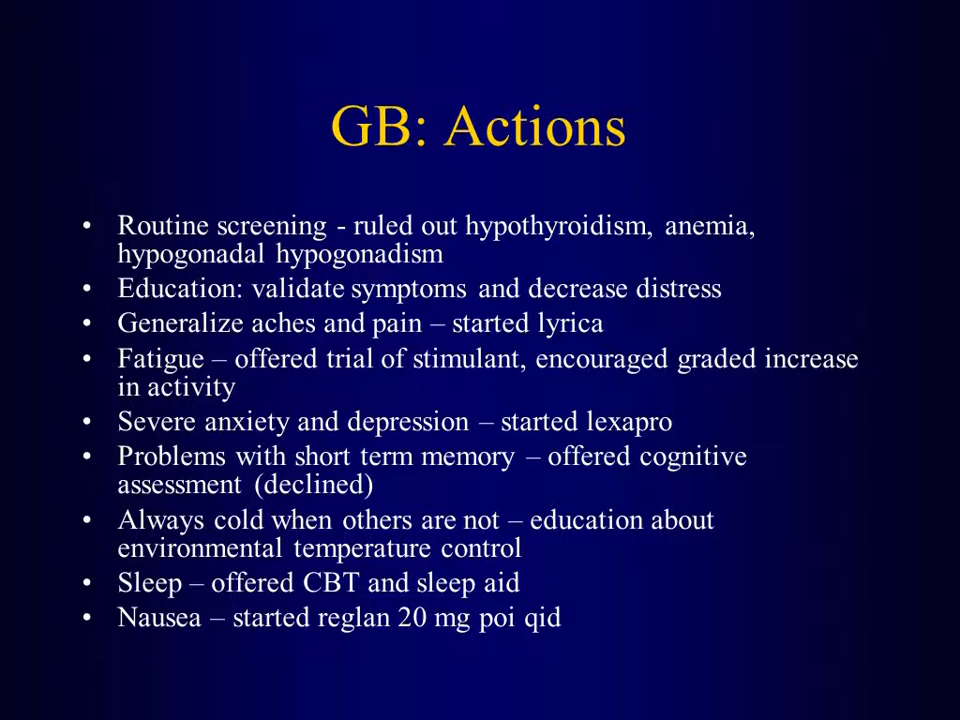 GB: Actions
• Routine screening - ruled out hypothyroidism, anemia,
hypogonadal hypogonadism
• Education: validate symptoms and decrease distress
• Generalize aches and pain – started lyrica
• Fatigue – offered trial of stimulant, encouraged graded increase
in activity
• Severe anxiety and depression – started lexapro
• Problems with short term memory – offered cognitive
assessment (declined)
• Always cold when others are not – education about
environmental temperature control
• Sleep – offered CBT and sleep aid
• Nausea – started reglan 20 mg poi qid